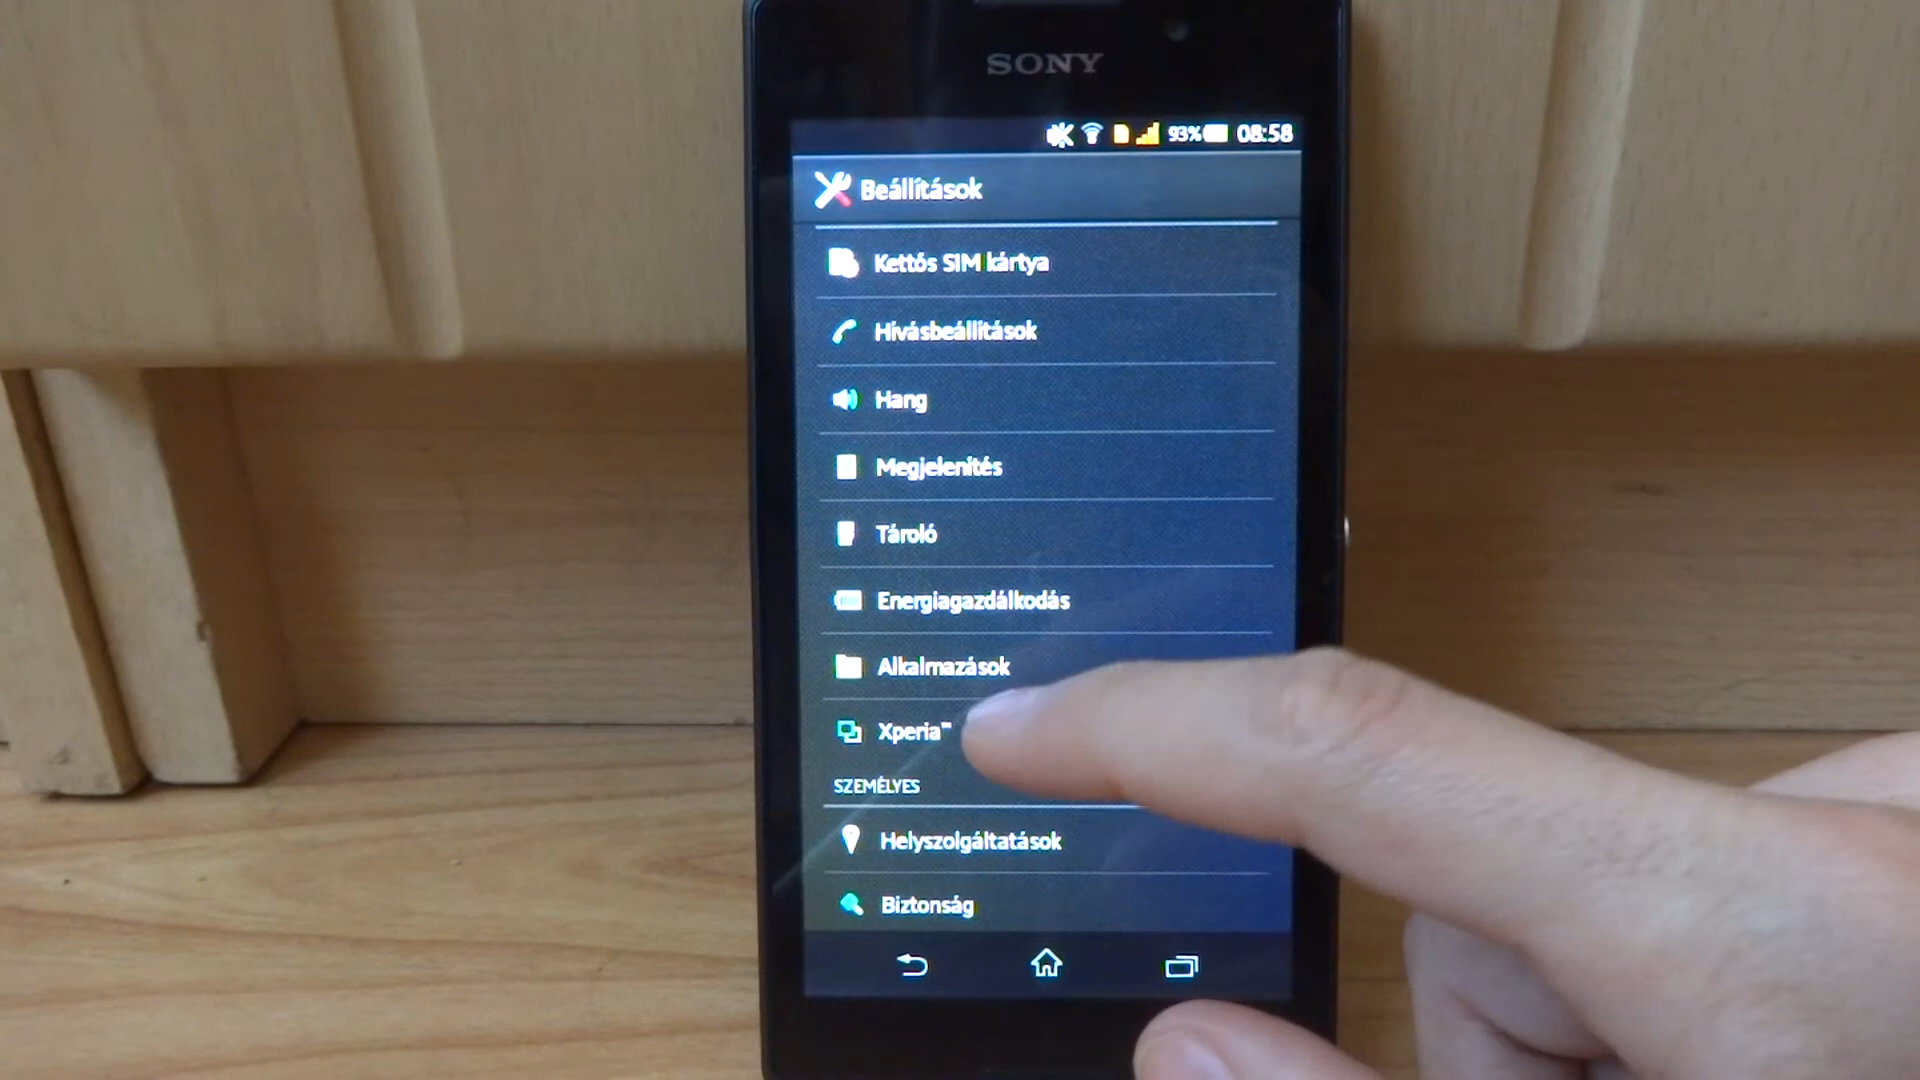 SONY
93% 08:58
Beállítások
Kettős SIM kártya
Hívásbeállítások
Hang
Megjelenítés
Tároló
Energiagazdálkodás
Alkalmazások
Xperia™
SZEMÉLYES
Helyszolgáltatások
Biztonság